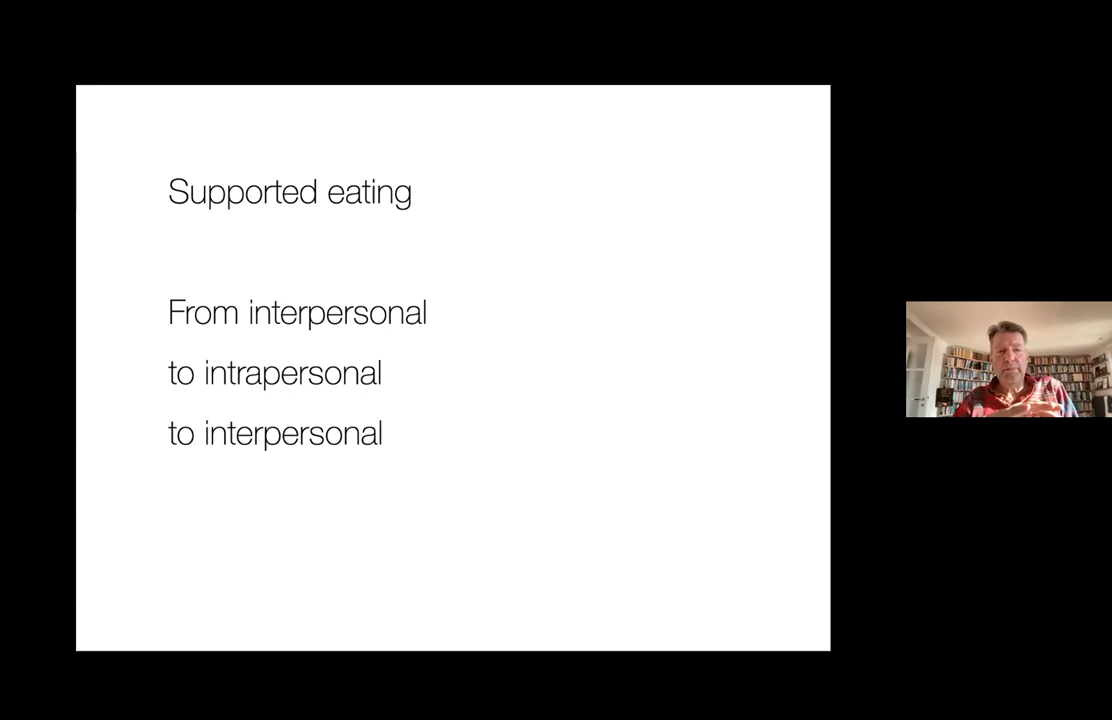 Supported eating
From interpersonal
to intrapersonal
to interpersonal